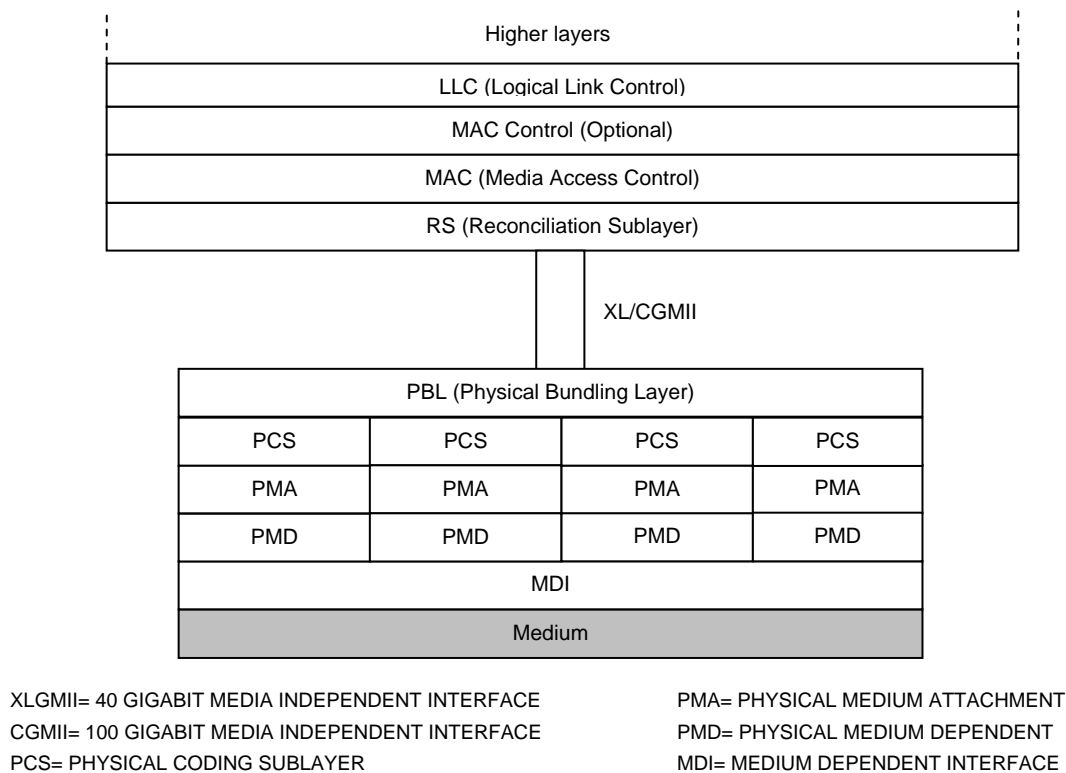 Higher layers
LLC (Logical Link Control)
MAC Control (Optional)
MAC (Media Access Control)
RS (Reconciliation Sublayer)
XL/CGMII
PBL (Physical Bundling Layer)
PCS PCS PCS PCS
PMA PMA PMA PMA
PMD PMD PMD PMD
MDI
Medium
XLGMII= 40 GIGABIT MEDIA INDEPENDENT INTERFACE PMA= PHYSICAL MEDIUM ATTACHMENT
CGMII= 100 GIGABIT MEDIA INDEPENDENT INTERFACE PMD= PHYSICAL MEDIUM DEPENDENT
PCS= PHYSICAL CODING SUBLAYER MDI= MEDIUM DEPENDENT INTERFACE